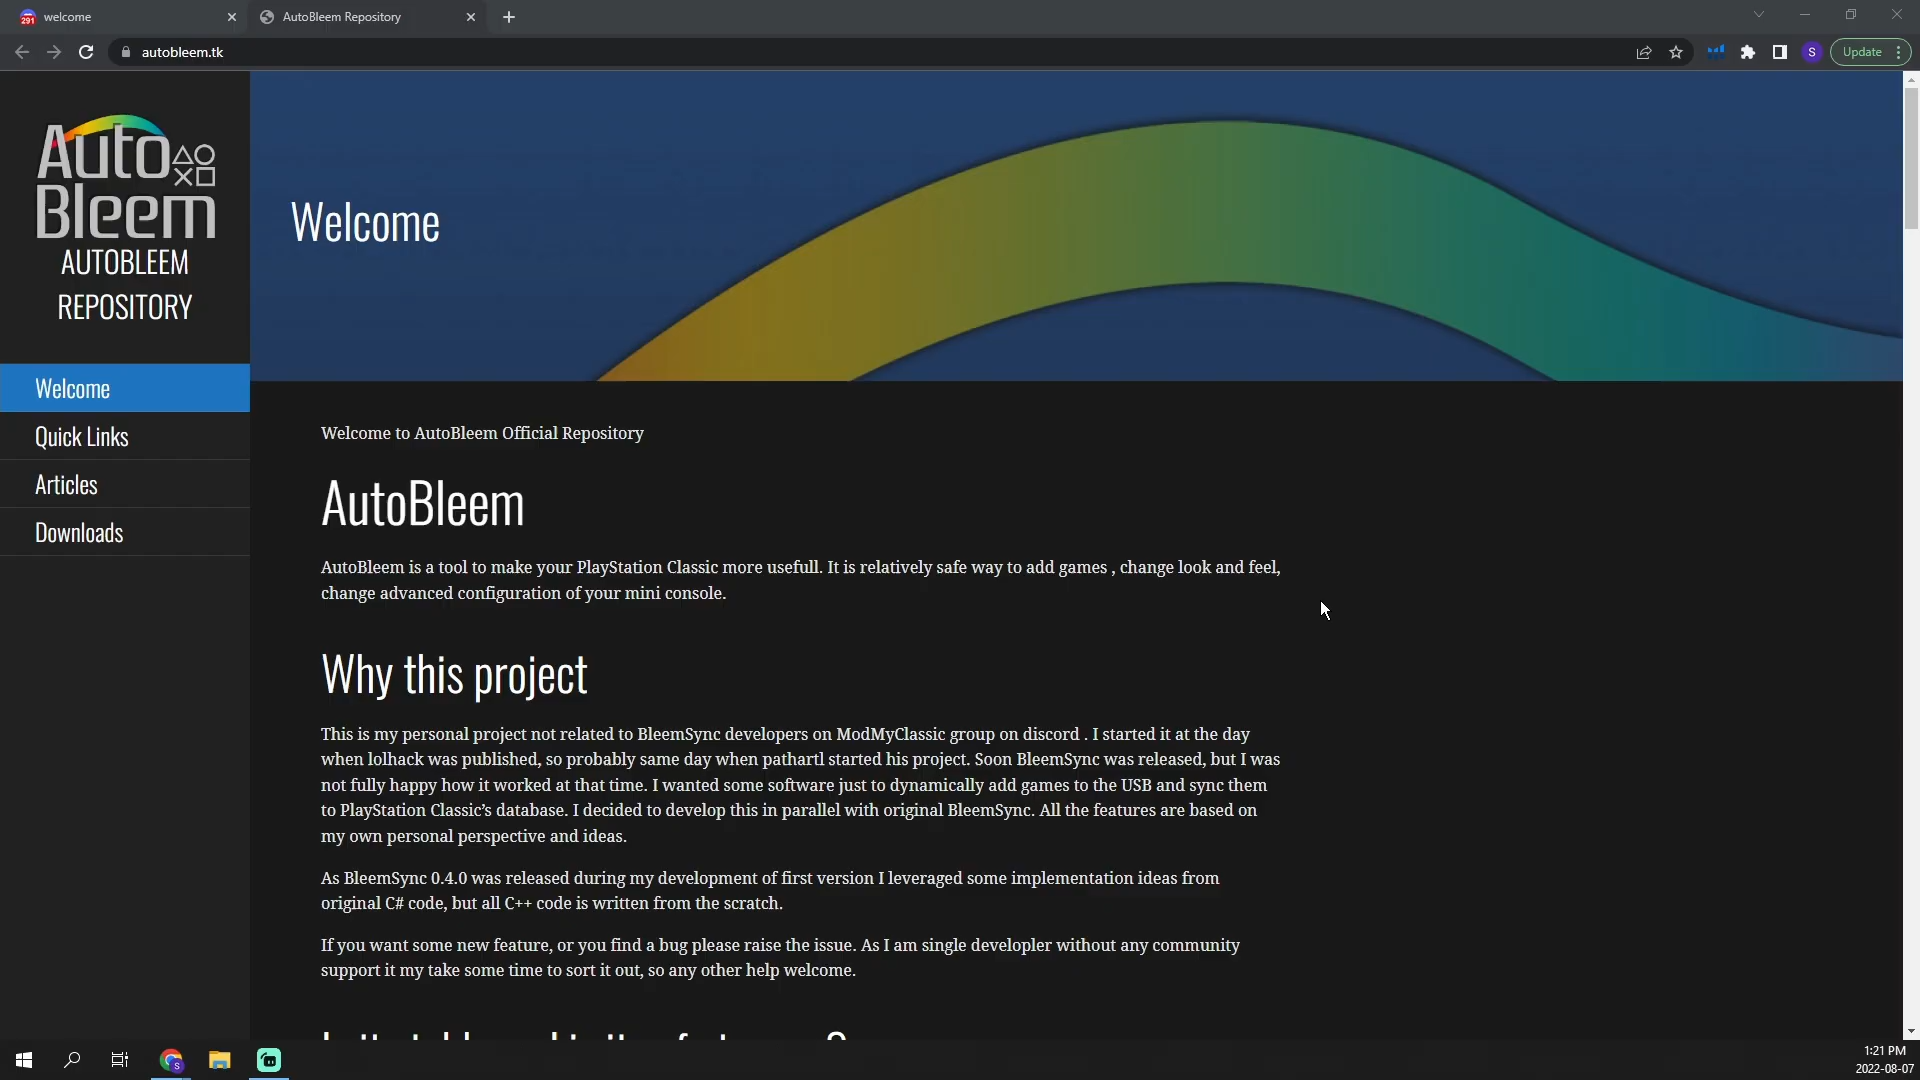 welcome
AutoBleem Repository
autobleem.tk
S
Update
Auto
Bleem
AUTOBLEEM
REPOSITORY
Welcome
Quick Links
Articles
Downloads
Welcome
Welcome to AutoBleem Official Repository
AutoBleem
AutoBleem is a tool to make your PlayStation Classic more usefull. It is relatively safe way to add games , change look and feel,
change advanced configuration of your mini console.
Why this project
This is my personal project not related to BleemSync developers on ModMyClassic group on discord . I started it at the day
when lolhack was published, so probably same day when pathartl started his project. Soon BleemSync was released, but I was
not fully happy how it worked at that time. I wanted some software just to dynamically add games to the USB and sync them
to PlayStation Classic’s database. I decided to develop this in parallel with original BleemSync. All the features are based on
my own personal perspective and ideas.
As BleemSync 0.4.0 was released during my development of first version I leveraged some implementation ideas from
original C# code, but all C++ code is written from the scratch.
If you want some new feature, or you find a bug please raise the issue. As I am single developler without any community
support it my take some time to sort it out, so any other help welcome.
1:21 PM
2022-08-07